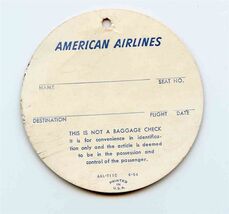 AMERICAN AIRLINES
NAME SEAT NO.
DESTINATION FLIGHT DATE
THIS IS NOT A BAGGAGE CHECK
It is for convenience in identifica-
tion only and the article is deemed
to be in the possession and
control of the passenger.
PRINTED
IN
U.S.A.